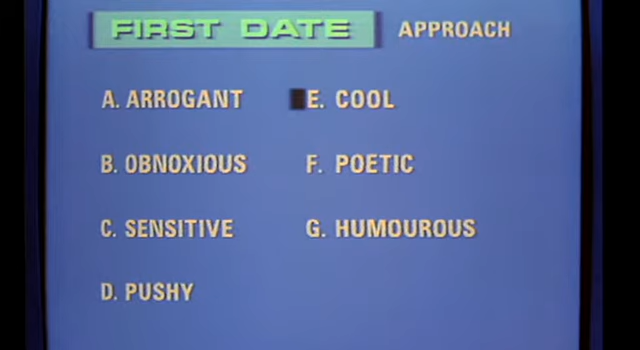 FIRST DATE APPROACH
A. ARROGANT
B. OBNOXIOUS
C. SENSITIVE
D. PUSHY
E. COOL
F. POETIC
G. HUMOUROUS